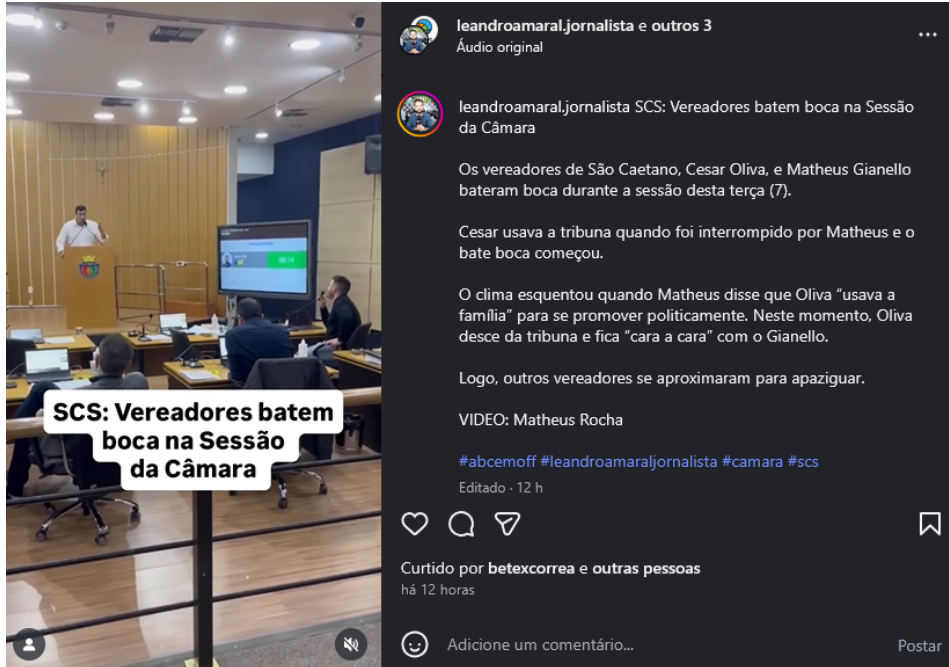 leandroamaral.jornalista e outros 3
Áudio original
leandroamaral.jornalista SCS: Vereadores batem boca na Sessão
da Câmara
Os vereadores de São Caetano, Cesar Oliva, e Matheus Gianello
bateram boca durante a sessão desta terça (7).
Cesar usava a tribuna quando foi interrompido por Matheus e o
bate boca começou.
O clima esquentou quando Matheus disse que Oliva “usava a
família” para se promover politicamente. Neste momento, Oliva
desce da tribuna e fica “cara a cara” com o Gianello.
Logo, outros vereadores se aproximaram para apaziguar.
VIDEO: Matheus Rocha
#abcemoff #leandroamaraljornalista #camara #scs
Editado · 12 h
SCS: Vereadores batem
boca na Sessão
da Câmara
Curtido por betexcorrea e outras pessoas
há 12 horas
Adicione um comentário...
Postar